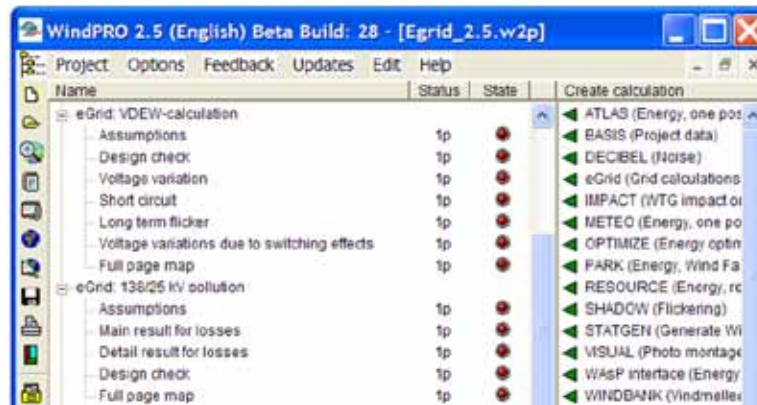 WindPRO 2.5 (English) Beta Build: 28 - [Egrid_2.5.w2p]
Project Options Feedback Updates Edit Help
Name Status State
eGrid: VDEW-calculation
Assumptions 1p
Design check 1p
Voltage variation 1p
Short circuit 1p
Long term flicker 1p
Voltage variations due to switching effects 1p
Full page map 1p
eGrid: 138/25 kV
Assumptions 1p
Main result for losses 1p
Detail result for losses 1p
Design check 1p
Full page map 1p
Create calculation
ATLAS (Energy, one pos
BASIS (Project data)
DECIBEL (Noise)
eGrid (Grid calculations
IMPACT (WTG impact on
METEO (Energy, one po
OPTIMIZE (Energy optim
PARK (Energy, Wind Fa
RESOURCE (Energy, re
SHADOW (Flickering)
STATGEN (Generate Wi
VISUAL (Photo montage
WAsP interface (Energy
WINDBANK (Vindmølle